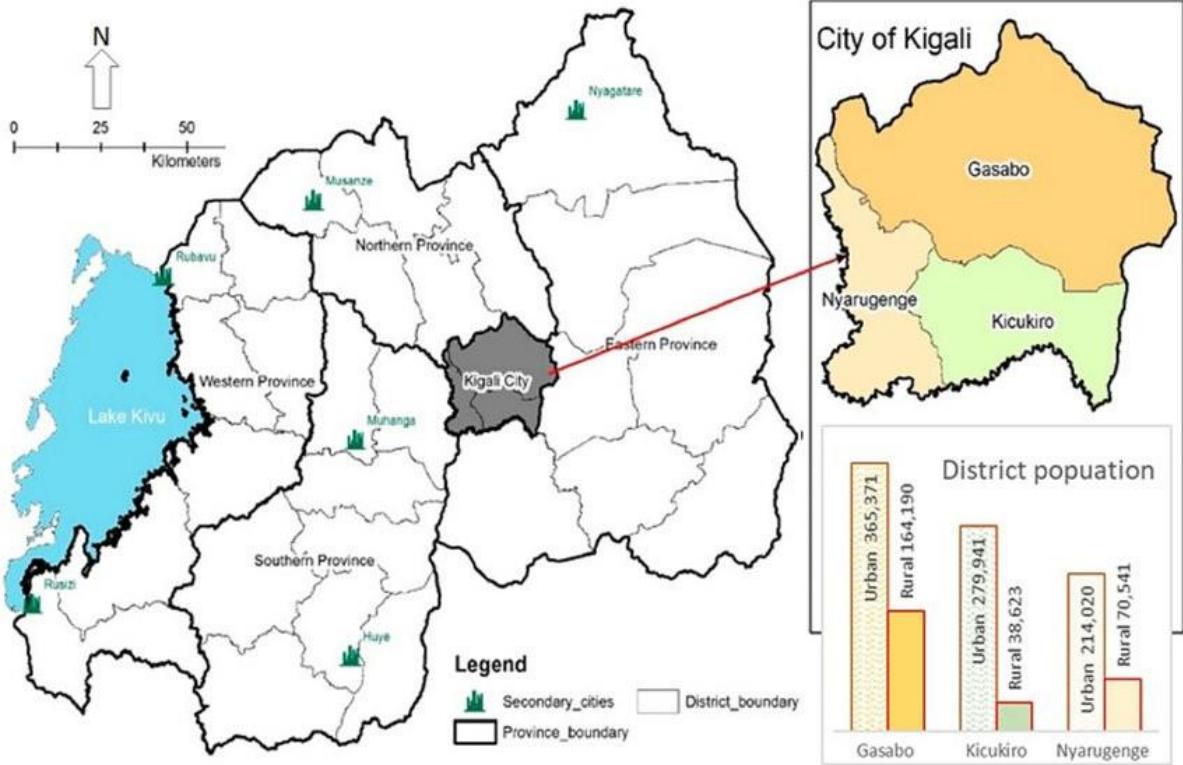 N
0 25 50
Kilometers
Nyagatare
Musanze
Northern Province
Rubavu
Eastern Province
Kigali City
Western Province
Lake Kivu
Muhanga
Southern Province
Rusizi
Huye
Legend
Secondary_cities
District_boundary
Province_boundary
City of Kigali
Gasabo
Nyarugenge
Kicukiro
District popuation
Urban 365,371
Rural 164,190
Urban 279,941
Rural 38,623
Urban 214,020
Rural 70,541
Gasabo
Kicukiro
Nyarugenge